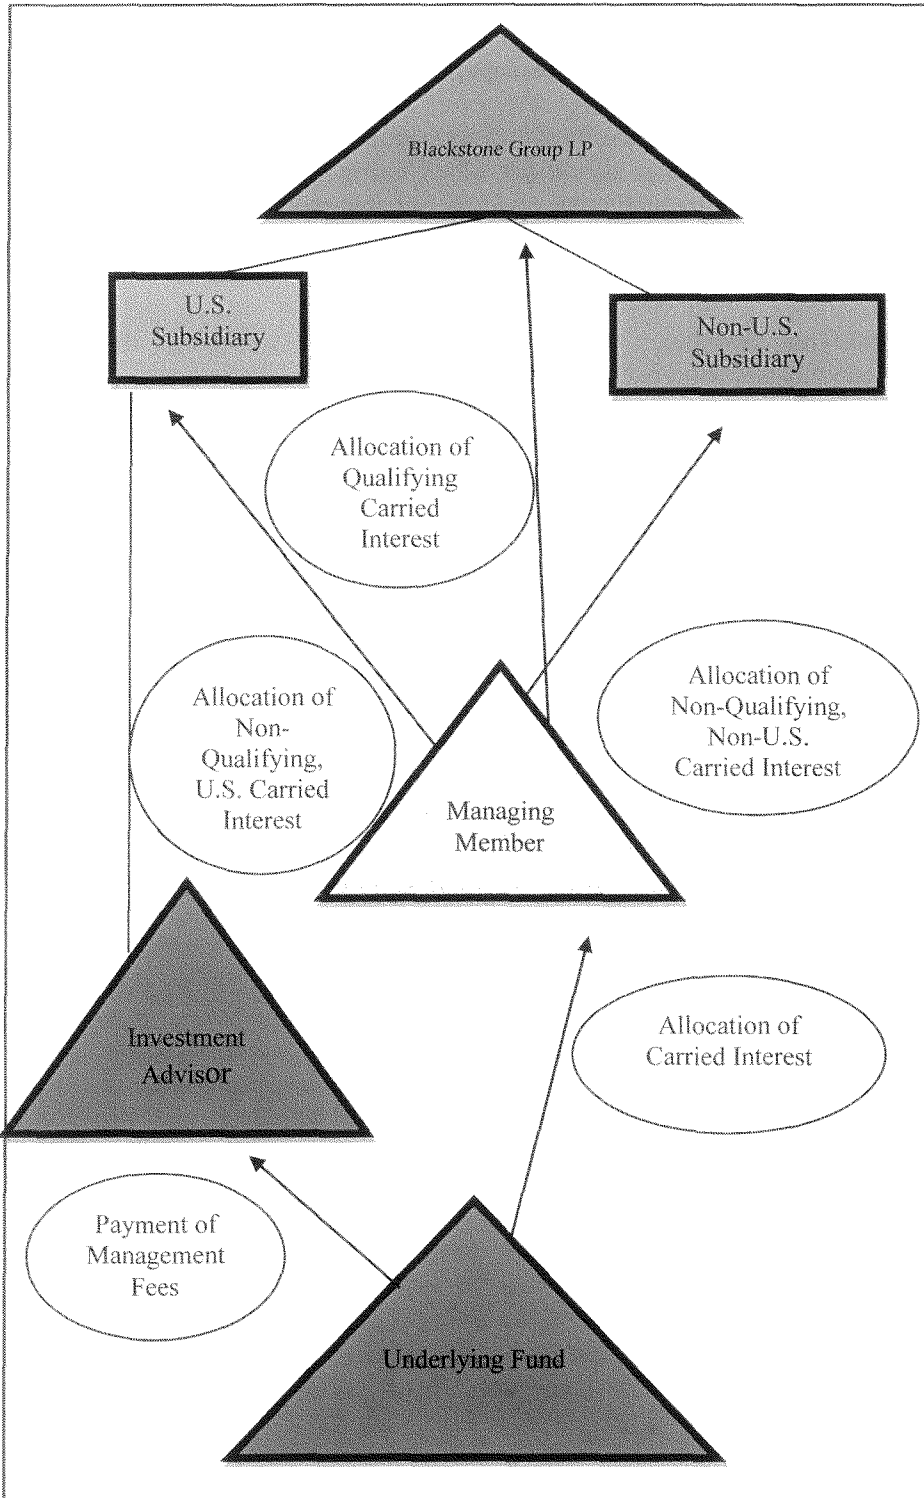 Blackstone Group LP
U.S.
Subsidiary
Non-U.S.
Subsidiary
Allocation of
Qualifying
Carried
Interest
Allocation of
Non-
Qualifying,
U.S. Carried
Interest
Allocation of
Non-Qualifying,
Non-U.S.
Carried Interest
Managing
Member
Investment
Advisor
Allocation of
Carried Interest
Payment of
Management
Fees
Underlying Fund